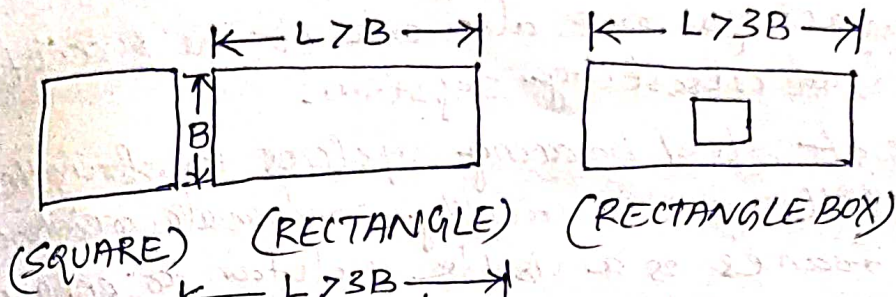 L>B L>3B
B
(SQUARE) (RECTANGLE) (RECTANGLE BOX)
L>3B